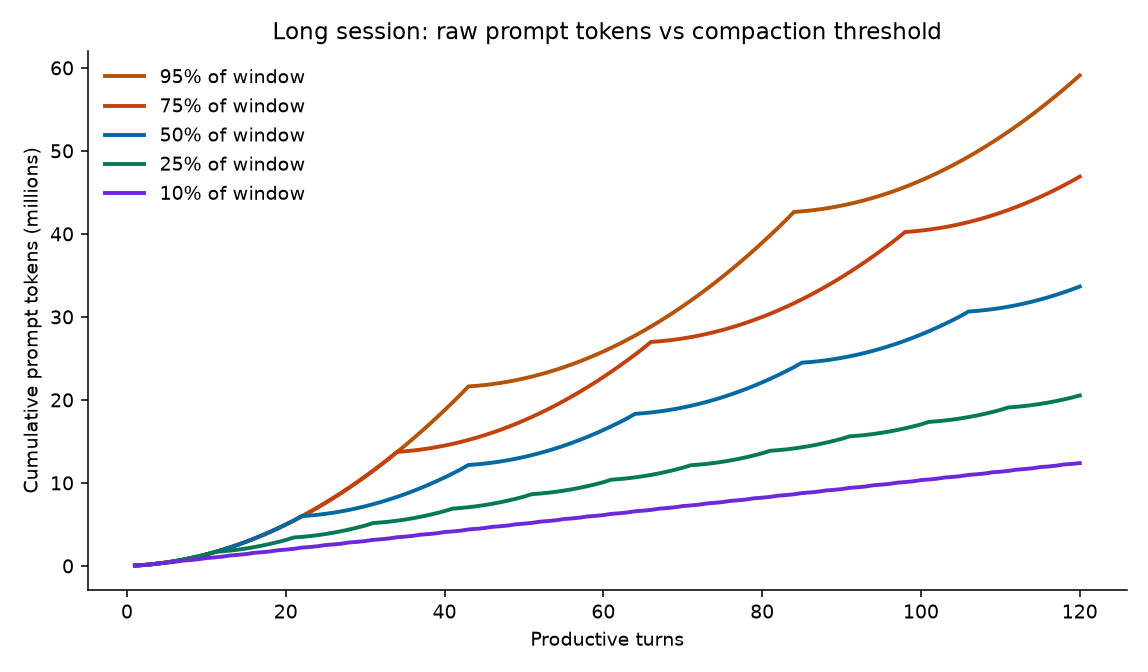 Long session: raw prompt tokens vs compaction threshold
95% of window
75% of window
50% of window
25% of window
10% of window
Cumulative prompt tokens (millions)
60
50
40
30
20
10
0
0 20 40 60 80 100 120
Productive turns